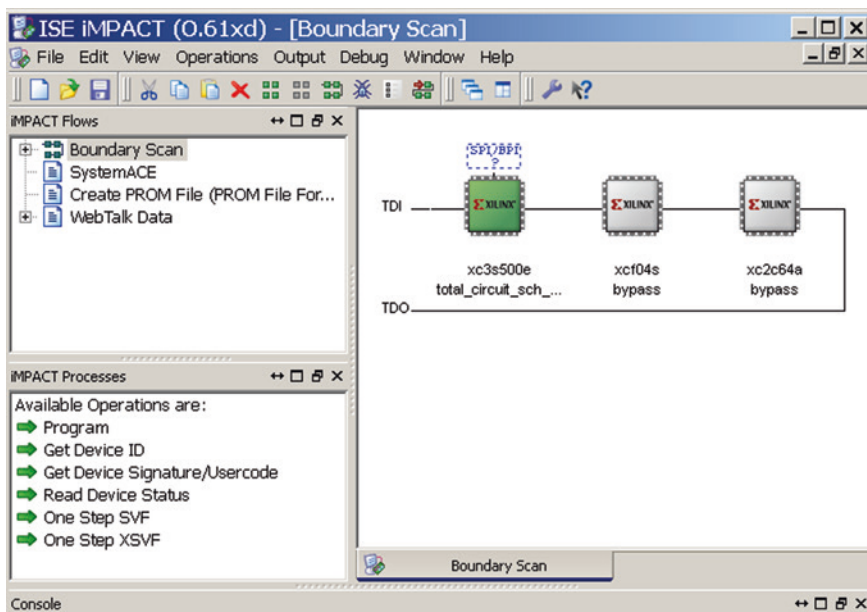 ISE iMPACT (O.61xd) - [Boundary Scan]
File Edit View Operations Output Debug Window Help
iMPACT Flows
Boundary Scan
SystemACE
Create PROM File (PROM File For...
WebTalk Data
iMPACT Processes
Available Operations are:
Program
Get Device ID
Get Device Signature/Usercode
Read Device Status
One Step SVF
One Step XSVF
SPI/BPI
?
TDI
XILINX XILINX XILINX
xc3s500e xcf04s xc2c64a
total_circuit_sch_... bypass bypass
TDO
Boundary Scan
Console